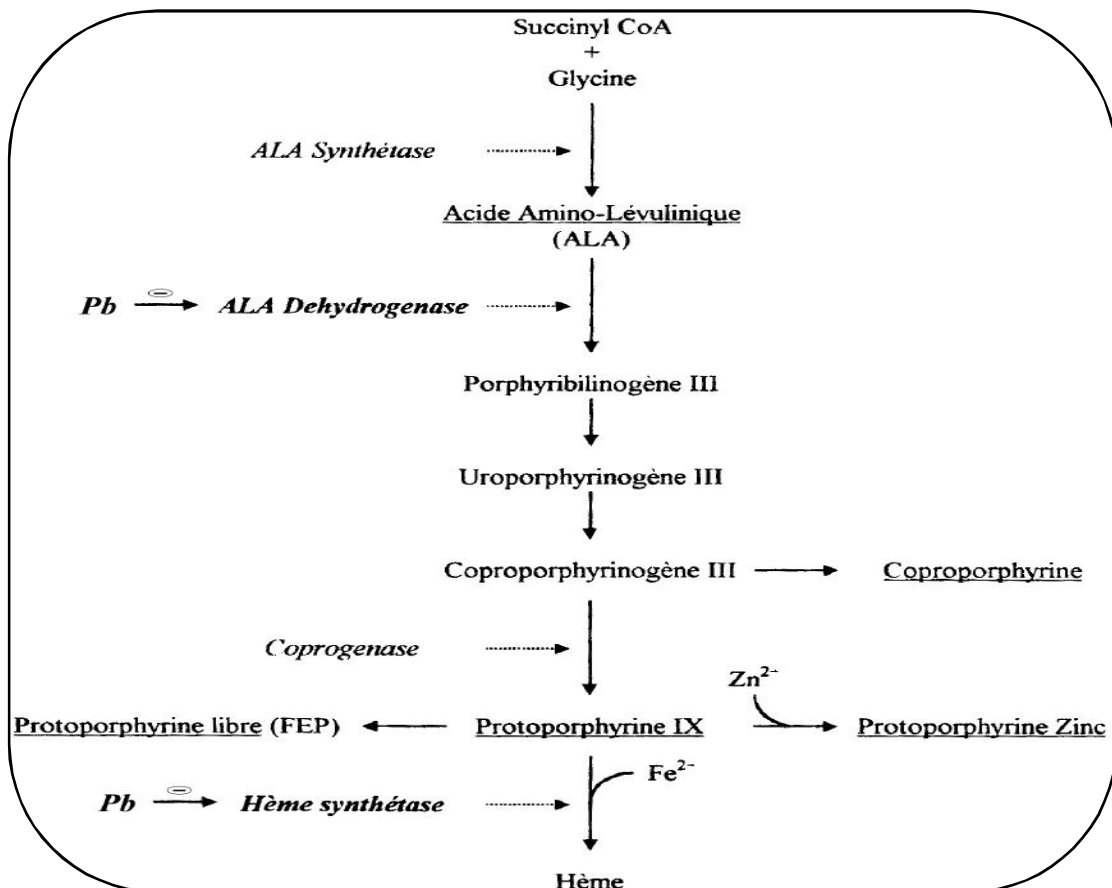 Succinyl CoA
+
Glycine
ALA Synthétase
Acide Amino-Lévulinique
(ALA)
Pb ⊖ ALA Dehydrogenase
Porphyribilinogène III
Uroporphyrinogène III
Coproporphyrinogène III Coproporphyrine
Coprogenase
Zn²⁻
Protoporphyrine libre (FEP) Protoporphyrine IX Protoporphyrine Zinc
Fe²⁻
Pb ⊖ Hème synthétase
Hème